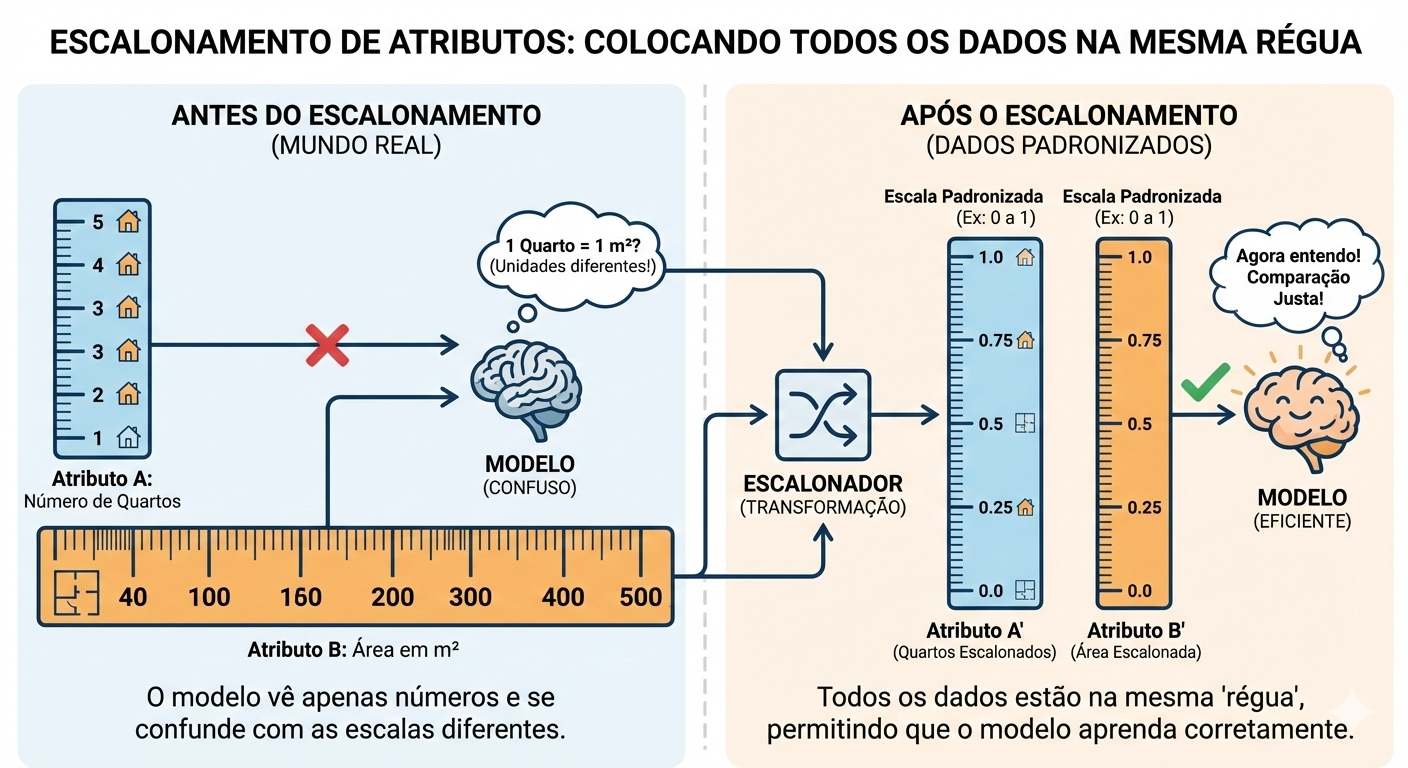 ESCALONAMENTO DE ATRIBUTOS: COLOCANDO TODOS OS DADOS NA MESMA RÉGUA
ANTES DO ESCALONAMENTO
(MUNDO REAL)
5
4
3
3
2
1
Atributo A:
Número de Quartos
1 Quarto = 1 m²?
(Unidades diferentes!)
MODELO
(CONFUSO)
40 100 160 200 300 400 500
Atributo B: Área em m²
O modelo vê apenas números e se
confunde com as escalas diferentes.
ESCALONADOR
(TRANSFORMAÇÃO)
APÓS O ESCALONAMENTO
(DADOS PADRONIZADOS)
Escala Padronizada
(Ex: 0 a 1)
1.0
0.75
0.5
0.25
0.0
Atributo A'
(Quartos Escalonados)
Escala Padronizada
(Ex: 0 a 1)
1.0
0.75
0.5
0.25
0.0
Atributo B'
(Área Escalonada)
Agora entendo!
Comparação
Justa!
MODELO
(EFICIENTE)
Todos os dados estão na mesma 'régua',
permitindo que o modelo aprenda corretamente.